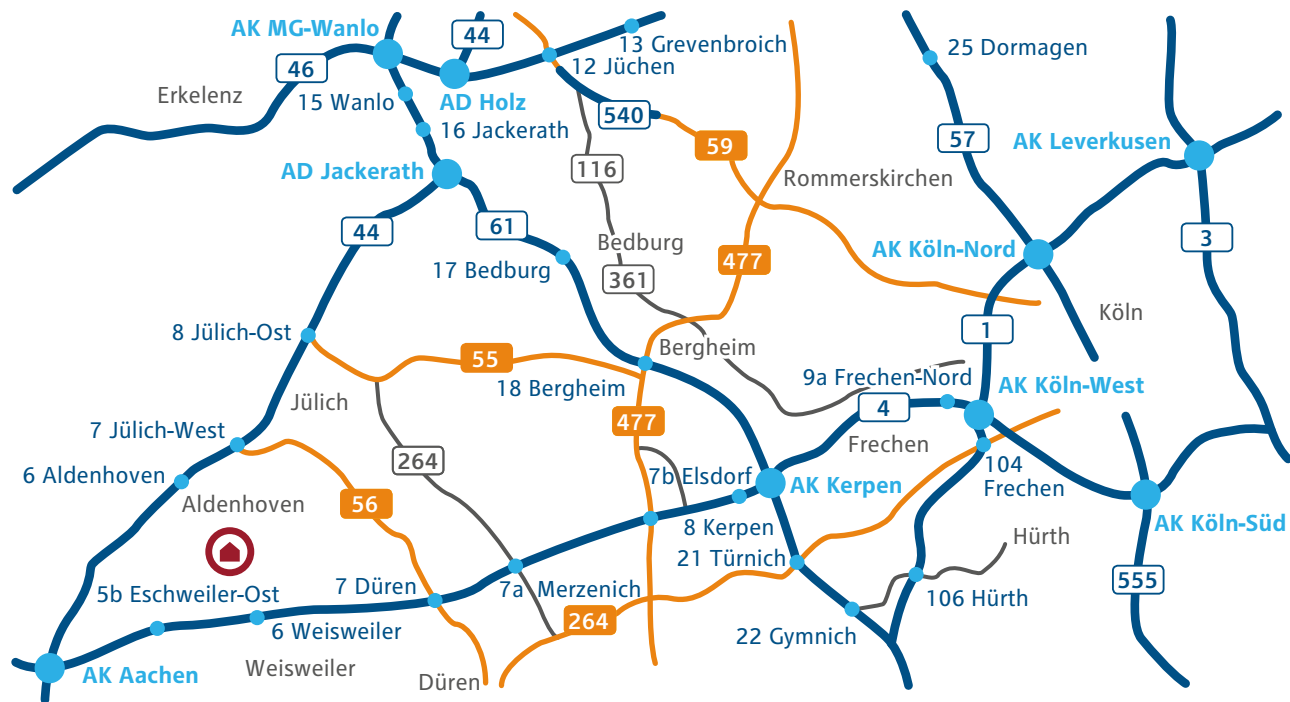 AK MG-Wanlo
44
13 Grevenbroich
25 Dormagen
46
12 Jüchen
Erkelenz
15 Wanlo
AD Holz
540
16 Jackerath
57
AK Leverkusen
59
AD Jackerath
116
Rommerskirchen
44
61
3
Bedburg
AK Köln-Nord
17 Bedburg
477
361
Köln
8 Jülich-Ost
1
Bergheim
55
18 Bergheim
9a Frechen-Nord
AK Köln-West
Jülich
4
477
7 Jülich-West
Frechen
264
6 Aldenhoven
7b Elsdorf
AK Kerpen
104
Frechen
Aldenhoven
56
8 Kerpen
AK Köln-Süd
Hürth
21 Türnich
555
5b Eschweiler-Ost
7 Düren
7a Merzenich
106 Hürth
264
6 Weisweiler
22 Gymnich
AK Aachen
Weisweiler
Düren